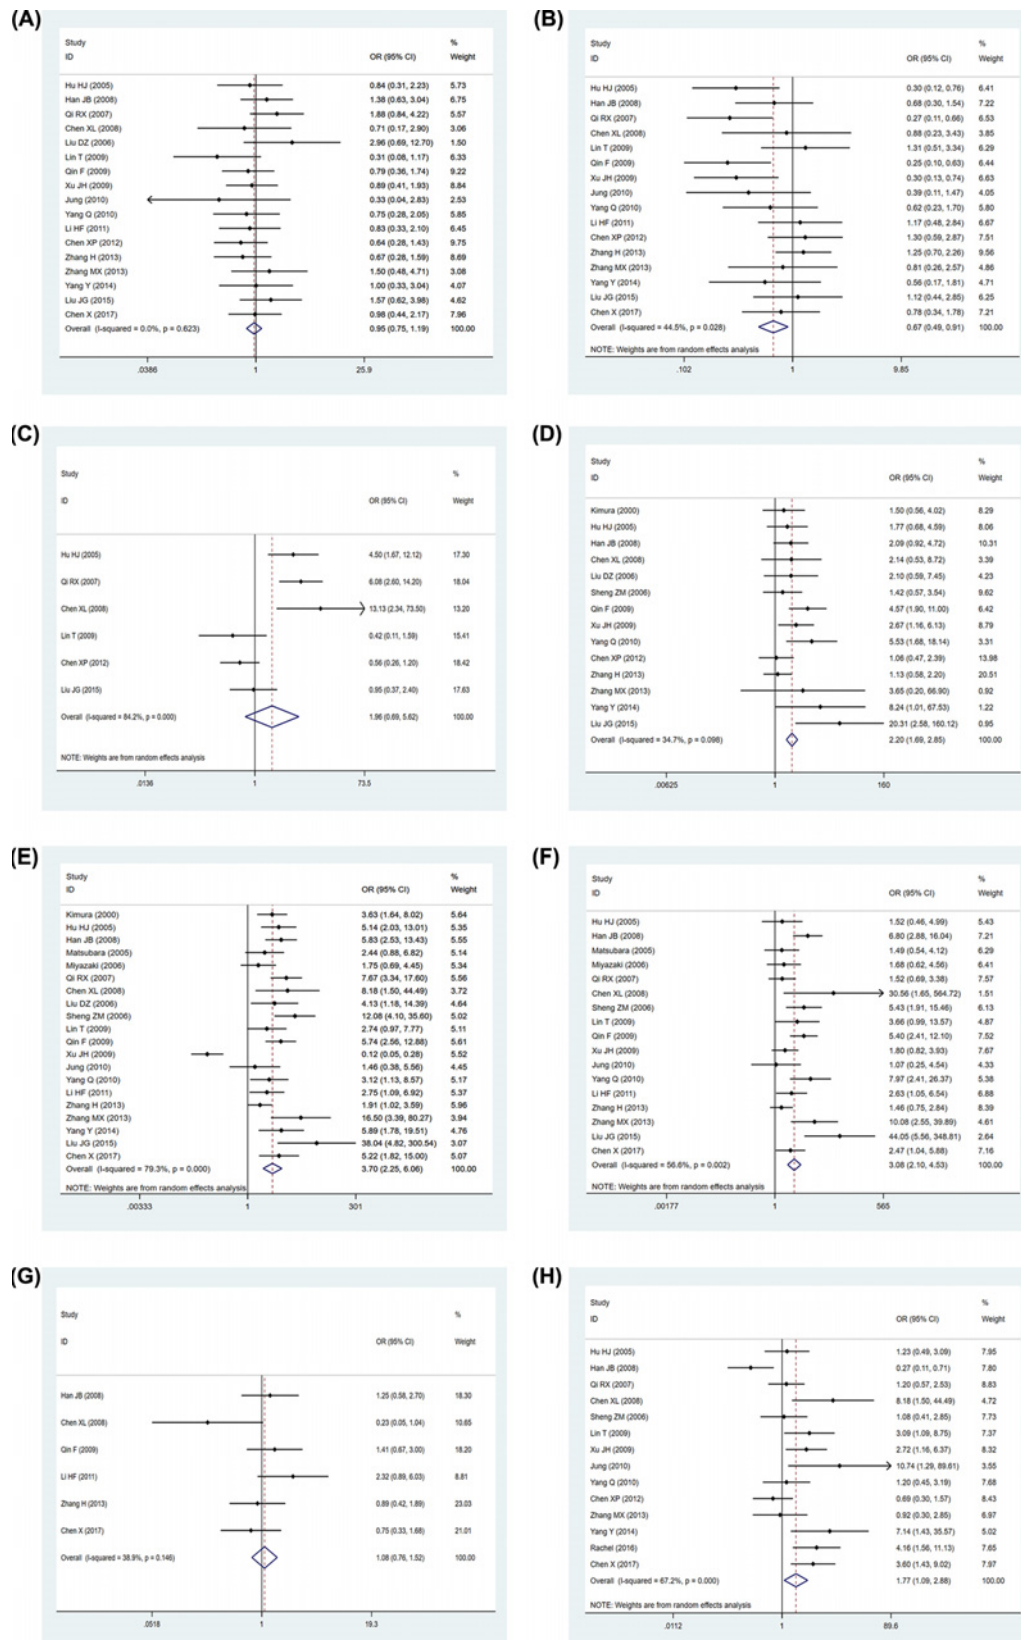 (A)
Study %
ID OR (95% CI) Weight
Hu HJ (2005) 0.84 (0.31, 2.23) 5.73
Han JB (2008) 1.38 (0.63, 3.04) 6.75
Qi RX (2007) 1.88 (0.84, 4.22) 5.57
Chen XL (2008) 0.71 (0.17, 2.90) 3.06
Liu DZ (2006) 2.96 (0.69, 12.70) 1.50
Lin T (2009) 0.31 (0.08, 1.17) 6.33
Qin F (2009) 0.79 (0.36, 1.74) 9.22
Xu JH (2009) 0.89 (0.41, 1.93) 8.84
Jung (2010) 0.33 (0.04, 2.83) 2.53
Yang Q (2010) 0.75 (0.28, 2.05) 5.85
Li HF (2011) 0.83 (0.33, 2.10) 6.45
Chen XP (2012) 0.64 (0.28, 1.43) 9.75
Zhang H (2013) 0.67 (0.28, 1.59) 8.69
Zhang MX (2013) 1.50 (0.48, 4.71) 3.08
Yang Y (2014) 1.00 (0.33, 3.04) 4.07
Liu JG (2015) 1.57 (0.62, 3.98) 4.62
Chen X (2017) 0.98 (0.44, 2.17) 7.96
Overall (I-squared = 0.0%, p = 0.623) 0.95 (0.75, 1.19) 100.00
.0386 1 25.9
(B)
Study %
ID OR (95% CI) Weight
Hu HJ (2005) 0.30 (0.12, 0.76) 6.41
Han JB (2008) 0.68 (0.30, 1.54) 7.22
Qi RX (2007) 0.27 (0.11, 0.66) 6.53
Chen XL (2008) 0.88 (0.23, 3.43) 3.85
Lin T (2009) 1.31 (0.51, 3.34) 6.29
Qin F (2009) 0.25 (0.10, 0.63) 6.44
Xu JH (2009) 0.30 (0.13, 0.74) 6.63
Jung (2010) 0.39 (0.11, 1.47) 4.05
Yang Q (2010) 0.62 (0.23, 1.70) 5.80
Li HF (2011) 1.17 (0.48, 2.84) 6.67
Chen XP (2012) 1.30 (0.59, 2.87) 7.51
Zhang H (2013) 1.25 (0.70, 2.26) 9.56
Zhang MX (2013) 0.81 (0.26, 2.57) 4.86
Yang Y (2014) 0.56 (0.17, 1.81) 4.71
Liu JG (2015) 1.12 (0.44, 2.85) 6.25
Chen X (2017) 0.78 (0.34, 1.78) 7.21
Overall (I-squared = 44.5%, p = 0.028) 0.67 (0.49, 0.91) 100.00
NOTE: Weights are from random effects analysis
.102 1 9.85
(C)
Study %
ID OR (95% CI) Weight
Hu HJ (2005) 4.50 (1.67, 12.12) 17.30
Qi RX (2007) 6.08 (2.60, 14.20) 18.04
Chen XL (2008) 13.13 (2.34, 73.50) 13.20
Lin T (2009) 0.42 (0.11, 1.59) 15.41
Chen XP (2012) 0.56 (0.26, 1.20) 18.42
Liu JG (2015) 0.95 (0.37, 2.40) 17.63
Overall (I-squared = 84.2%, p = 0.000) 1.96 (0.69, 5.62) 100.00
NOTE: Weights are from random effects analysis
.0136 1 73.5
(D)
Study %
ID OR (95% CI) Weight
Kimura (2000) 1.50 (0.56, 4.02) 8.29
Hu HJ (2005) 1.77 (0.68, 4.59) 8.06
Han JB (2008) 2.09 (0.92, 4.72) 10.31
Chen XL (2008) 2.14 (0.53, 8.72) 3.39
Liu DZ (2006) 2.10 (0.59, 7.45) 4.23
Sheng ZM (2006) 1.42 (0.57, 3.54) 9.62
Qin F (2009) 4.57 (1.90, 11.00) 6.42
Xu JH (2009) 2.67 (1.16, 6.13) 8.79
Yang Q (2010) 5.53 (1.68, 18.14) 3.31
Chen XP (2012) 1.06 (0.47, 2.39) 13.98
Zhang H (2013) 1.13 (0.58, 2.20) 20.51
Zhang MX (2013) 3.65 (0.20, 66.90) 0.92
Yang Y (2014) 8.24 (1.01, 67.53) 1.22
Liu JG (2015) 20.31 (2.58, 160.12) 0.95
Overall (I-squared = 34.7%, p = 0.098) 2.20 (1.69, 2.85) 100.00
.00625 1 160
(E)
Study %
ID OR (95% CI) Weight
Kimura (2000) 3.63 (1.64, 8.02) 5.64
Hu HJ (2005) 5.14 (2.03, 13.01) 5.35
Han JB (2008) 5.83 (2.53, 13.43) 5.55
Matsubara (2005) 2.44 (0.88, 6.82) 5.14
Miyazaki (2006) 1.75 (0.69, 4.45) 5.34
Qi RX (2007) 7.67 (3.34, 17.60) 5.56
Chen XL (2008) 8.18 (1.50, 44.49) 3.72
Liu DZ (2006) 4.13 (1.18, 14.39) 4.64
Sheng ZM (2006) 12.08 (4.10, 35.60) 5.02
Lin T (2009) 2.74 (0.97, 7.77) 5.11
Qin F (2009) 5.74 (2.56, 12.88) 5.61
Xu JH (2009) 0.12 (0.05, 0.28) 5.52
Jung (2010) 1.46 (0.38, 5.56) 4.45
Yang Q (2010) 3.12 (1.13, 8.57) 5.17
Li HF (2011) 2.75 (1.09, 6.92) 5.37
Zhang H (2013) 1.91 (1.02, 3.59) 5.96
Zhang MX (2013) 16.50 (3.39, 80.27) 3.94
Yang Y (2014) 5.89 (1.78, 19.51) 4.76
Liu JG (2015) 38.04 (4.82, 300.54) 3.07
Chen X (2017) 5.22 (1.82, 15.00) 5.07
Overall (I-squared = 79.3%, p = 0.000) 3.70 (2.25, 6.06) 100.00
NOTE: Weights are from random effects analysis
.00333 1 301
(F)
Study %
ID OR (95% CI) Weight
Hu HJ (2005) 1.52 (0.46, 4.99) 5.43
Han JB (2008) 6.80 (2.88, 16.04) 7.21
Matsubara (2005) 1.49 (0.54, 4.12) 6.29
Miyazaki (2006) 1.68 (0.62, 4.56) 6.41
Qi RX (2007) 1.52 (0.69, 3.38) 7.57
Chen XL (2008) 30.56 (1.65, 564.72) 1.51
Sheng ZM (2006) 5.43 (1.91, 15.46) 6.13
Lin T (2009) 3.66 (0.99, 13.57) 4.87
Qin F (2009) 5.40 (2.41, 12.10) 7.52
Xu JH (2009) 1.80 (0.82, 3.93) 7.67
Jung (2010) 1.07 (0.25, 4.54) 4.33
Yang Q (2010) 7.97 (2.41, 26.37) 5.38
Li HF (2011) 2.63 (1.05, 6.54) 6.88
Zhang H (2013) 1.46 (0.75, 2.84) 8.39
Zhang MX (2013) 10.08 (2.55, 39.89) 4.61
Liu JG (2015) 44.05 (5.56, 348.81) 2.64
Chen X (2017) 2.47 (1.04, 5.88) 7.16
Overall (I-squared = 56.6%, p = 0.002) 3.08 (2.10, 4.53) 100.00
NOTE: Weights are from random effects analysis
.00177 1 565
(G)
Study %
ID OR (95% CI) Weight
Han JB (2008) 1.25 (0.58, 2.70) 18.30
Chen XL (2008) 0.23 (0.05, 1.04) 10.65
Qin F (2009) 1.41 (0.67, 3.00) 18.20
Li HF (2011) 2.32 (0.89, 6.03) 8.81
Zhang H (2013) 0.89 (0.42, 1.89) 23.03
Chen X (2017) 0.75 (0.33, 1.68) 21.01
Overall (I-squared = 38.9%, p = 0.146) 1.08 (0.76, 1.52) 100.00
.0518 1 19.3
(H)
Study %
ID OR (95% CI) Weight
Hu HJ (2005) 1.23 (0.49, 3.09) 7.95
Han JB (2008) 0.27 (0.11, 0.71) 7.80
Qi RX (2007) 1.20 (0.57, 2.53) 8.83
Chen XL (2008) 8.18 (1.50, 44.49) 4.72
Sheng ZM (2006) 1.08 (0.41, 2.85) 7.73
Lin T (2009) 3.09 (1.09, 8.75) 7.37
Xu JH (2009) 2.72 (1.16, 6.37) 8.32
Jung (2010) 10.74 (1.29, 89.61) 3.55
Yang Q (2010) 1.20 (0.45, 3.19) 7.68
Chen XP (2012) 0.69 (0.30, 1.57) 8.43
Zhang MX (2013) 0.92 (0.30, 2.85) 6.97
Yang Y (2014) 7.14 (1.43, 35.57) 5.02
Rachel (2016) 4.16 (1.56, 11.13) 7.65
Chen X (2017) 3.60 (1.43, 9.02) 7.97
Overall (I-squared = 67.2%, p = 0.000) 1.77 (1.09, 2.88) 100.00
NOTE: Weights are from random effects analysis
.0112 1 89.6